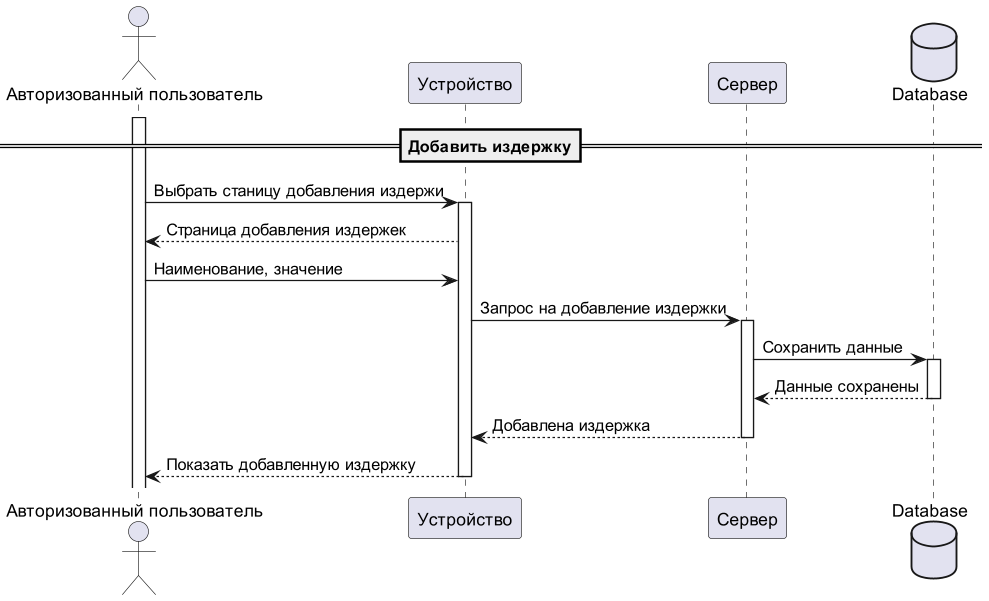 Авторизованный пользователь
Устройство
Сервер
Database
Добавить издержку
Выбрать станицу добавления издержи
Страница добавления издержек
Наименование, значение
Запрос на добавление издержки
Сохранить данные
Данные сохранены
Добавлена издержка
Показать добавленную издержку
Авторизованный пользователь
Устройство
Сервер
Database